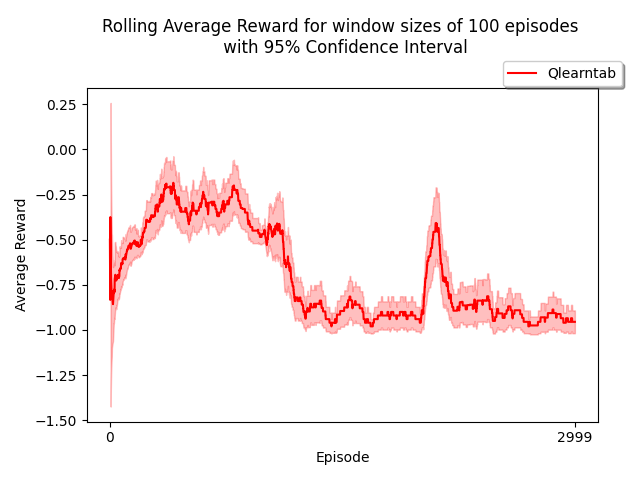 Rolling Average Reward for window sizes of 100 episodes
with 95% Confidence Interval
Qlearntab
0.25
0.00
−0.25
−0.50
−0.75
−1.00
−1.25
−1.50
Average Reward
0
2999
Episode